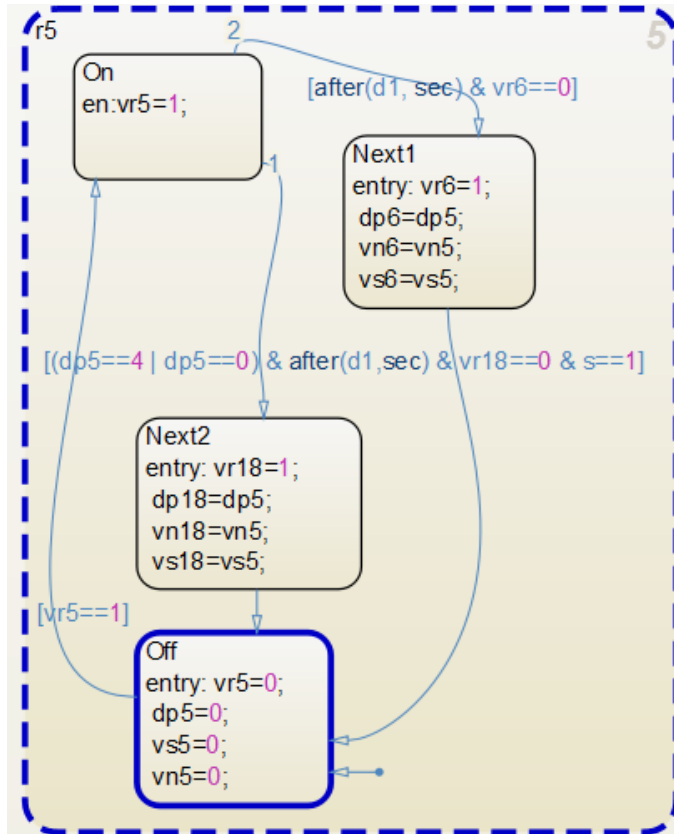 r5
5
2
On
en:vr5=1;
[after(d1, sec) & vr6==0]
1
Next1
entry: vr6=1;
dp6=dp5;
vn6=vn5;
vs6=vs5;
[(dp5==4 | dp5==0) & after(d1,sec) & vr18==0 & s==1]
Next2
entry: vr18=1;
dp18=dp5;
vn18=vn5;
vs18=vs5;
[vr5==1]
Off
entry: vr5=0;
dp5=0;
vs5=0;
vn5=0;